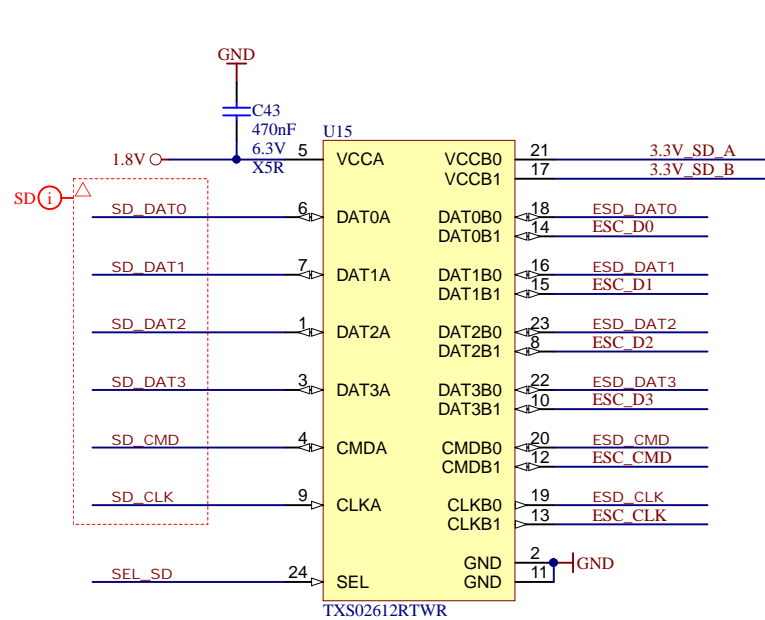 GND
C43
470nF
6.3V
X5R
U15
1.8V
5 VCCA VCCB0 21 3.3V_SD_A
VCCB1 17 3.3V_SD_B
SD i
SD_DAT0 6 DAT0A DAT0B0 18 ESD_DAT0
DAT0B1 14 ESC_D0
SD_DAT1 7 DAT1A DAT1B0 16 ESD_DAT1
DAT1B1 15 ESC_D1
SD_DAT2 1 DAT2A DAT2B0 23 ESD_DAT2
DAT2B1 8 ESC_D2
SD_DAT3 3 DAT3A DAT3B0 22 ESD_DAT3
DAT3B1 10 ESC_D3
SD_CMD 4 CMDA CMDB0 20 ESD_CMD
CMDB1 12 ESC_CMD
SD_CLK 9 CLKA CLKB0 19 ESD_CLK
CLKB1 13 ESC_CLK
GND 2 GND
SEL_SD 24 SEL GND 11
TXS02612RTWR